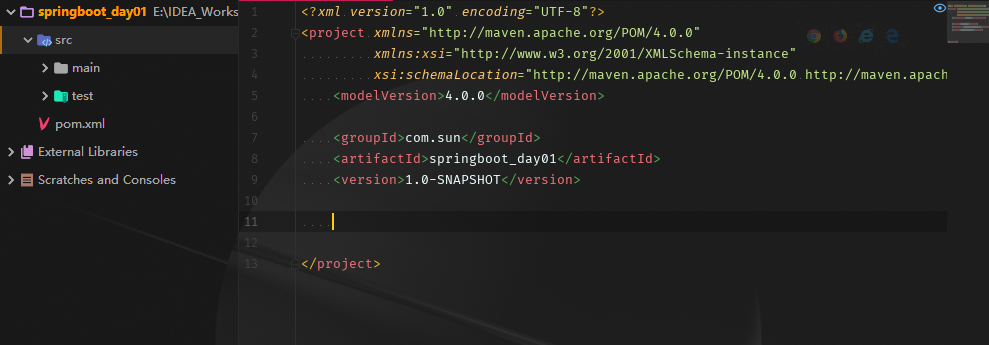 springboot_day01 E:\IDEA_Works
src
main
test
pom.xml
External Libraries
Scratches and Consoles
1 <?xml version="1.0" encoding="UTF-8"?>
2 <project xmlns="http://maven.apache.org/POM/4.0.0"
3 xmlns:xsi="http://www.w3.org/2001/XMLSchema-instance"
4 xsi:schemaLocation="http://maven.apache.org/POM/4.0.0 http://maven.apach
5 <modelVersion>4.0.0</modelVersion>
6
7 <groupId>com.sun</groupId>
8 <artifactId>springboot_day01</artifactId>
9 <version>1.0-SNAPSHOT</version>
10
11
12
13 </project>